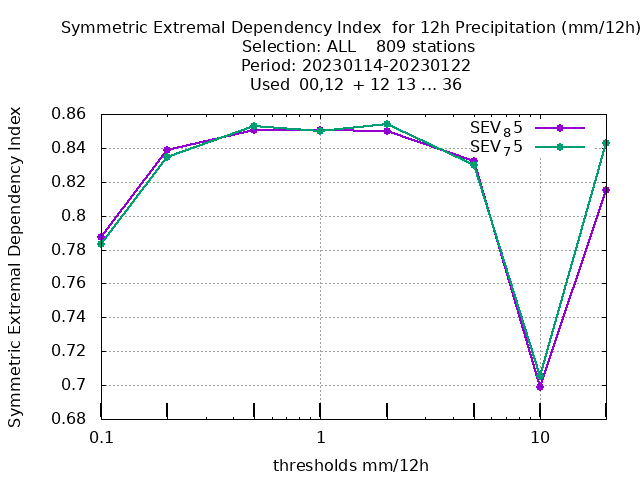 Symmetric Extremal Dependency Index for 12h Precipitation (mm/12h)
Selection: ALL 809 stations
Period: 20230114-20230122
Used 00,12 + 12 13 ... 36
Symmetric Extremal Dependency Index
0.86
0.84
0.82
0.8
0.78
0.76
0.74
0.72
0.7
0.68
SEV₈5
SEV₇5
0.1
1
10
thresholds mm/12h